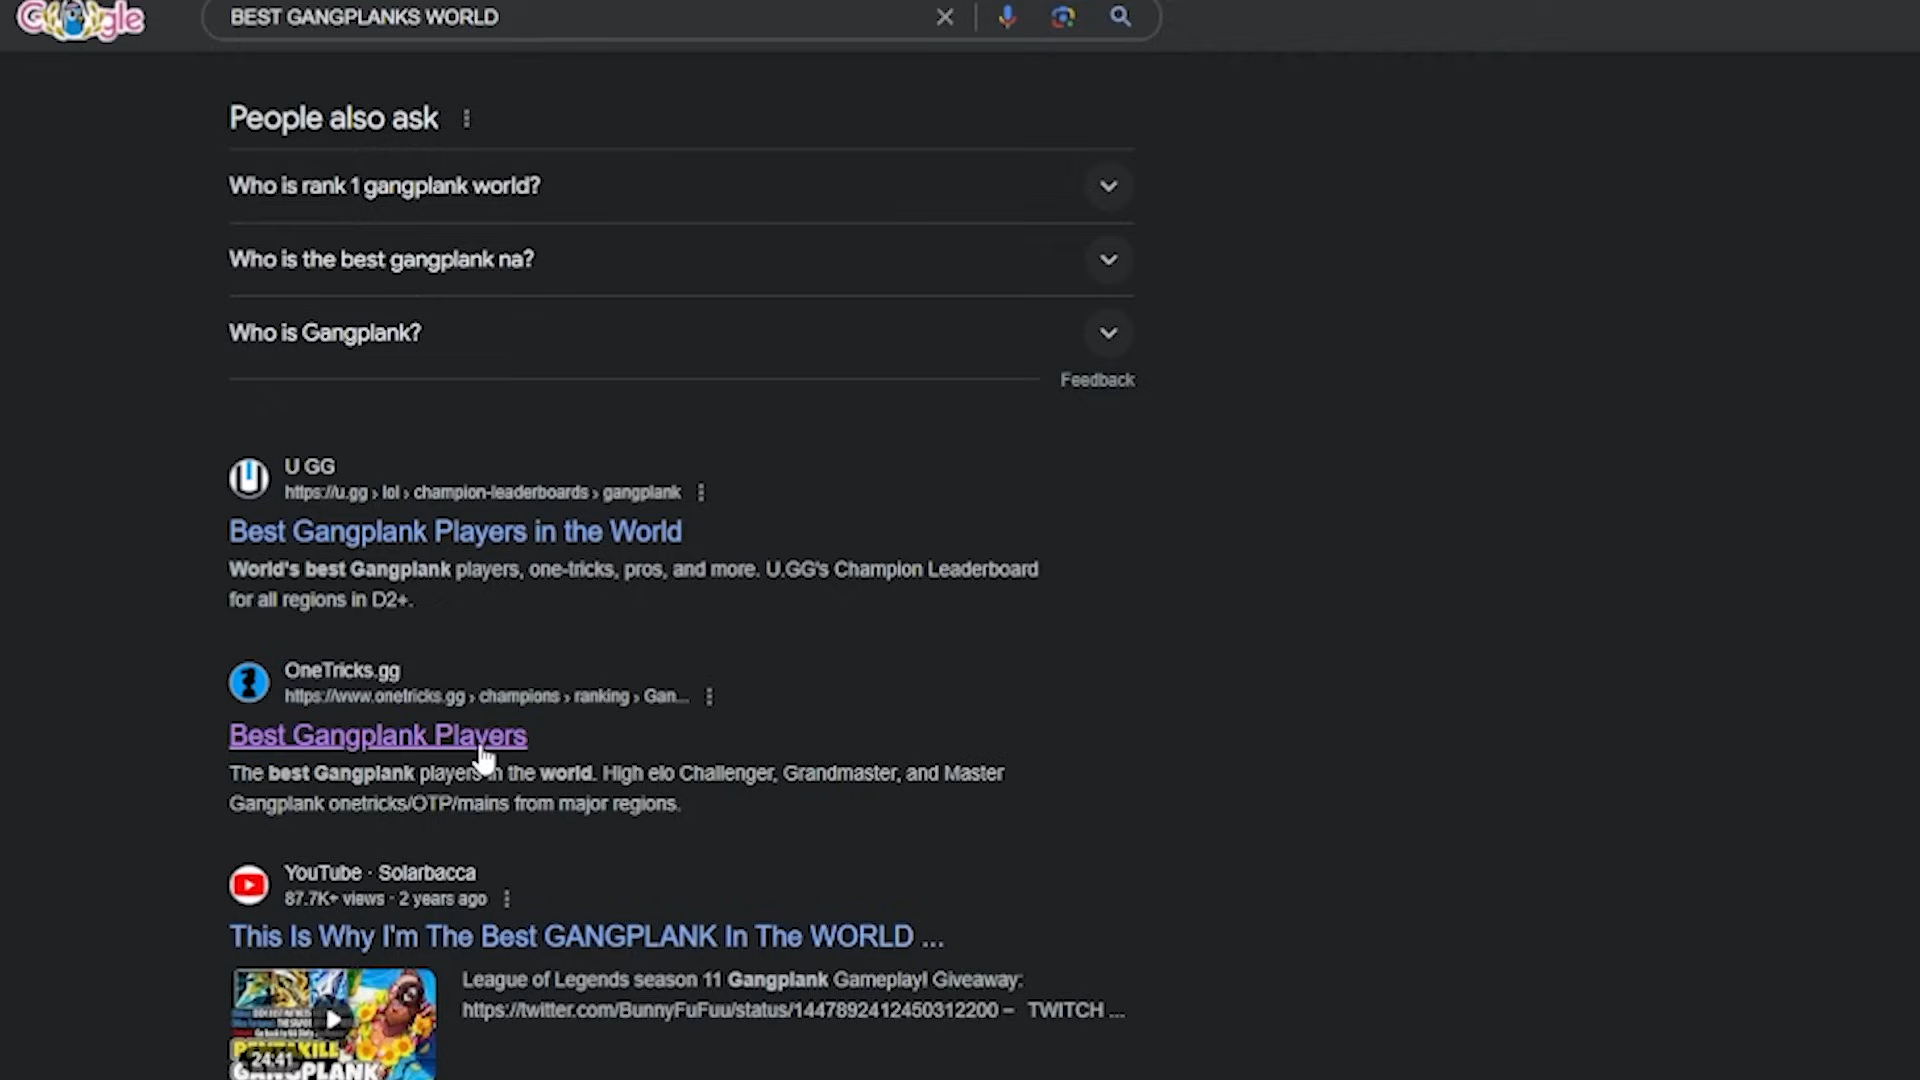 Google
BEST GANGPLANKS WORLD
People also ask
Who is rank 1 gangplank world?
Who is the best gangplank na?
Who is Gangplank?
Feedback
U GG
https://u.gg › lol › champion-leaderboards › gangplank
Best Gangplank Players in the World
World's best Gangplank players, one-tricks, pros, and more. U.GG's Champion Leaderboard
for all regions in D2+.
OneTricks.gg
https://www.onetricks.gg › champions › ranking › Gan...
Best Gangplank Players
The best Gangplank players in the world. High elo Challenger, Grandmaster, and Master
Gangplank onetricks/OTP/mains from major regions.
YouTube · Solarbacca
87.7K+ views · 2 years ago
This Is Why I'm The Best GANGPLANK In The WORLD ...
League of Legends season 11 Gangplank Gameplay! Giveaway:
https://twitter.com/BunnyFuFuu/status/1447892412450312200 – TWITCH ...
PENTAKILL
24:41
GANGPLANK